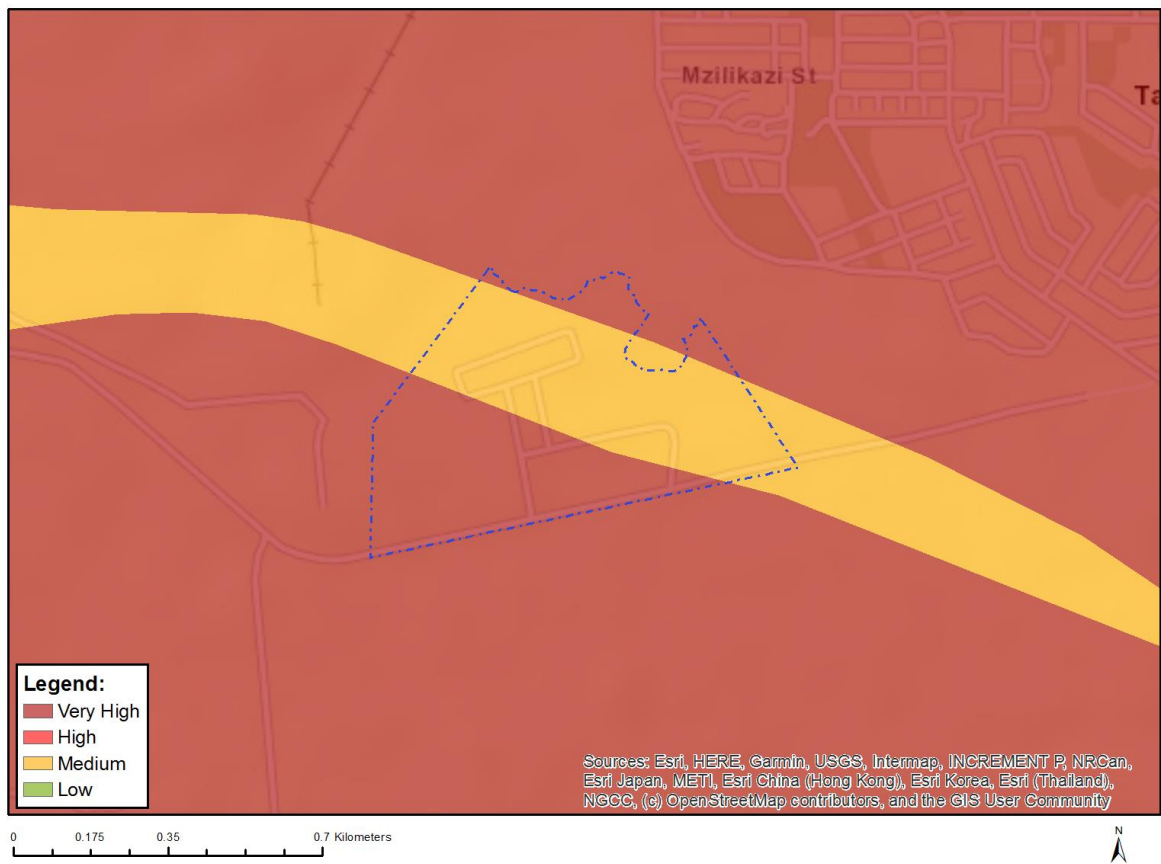 Mzilikazi St
Ta
Legend:
Very High
High
Medium
Low
Sources: Esri, HERE, Garmin, USGS, Intermap, INCREMENT P, NRCan,
Esri Japan, METI, Esri China (Hong Kong), Esri Korea, Esri (Thailand),
NGCC, (c) OpenStreetMap contributors, and the GIS User Community
0 0.175 0.35 0.7 Kilometers
N